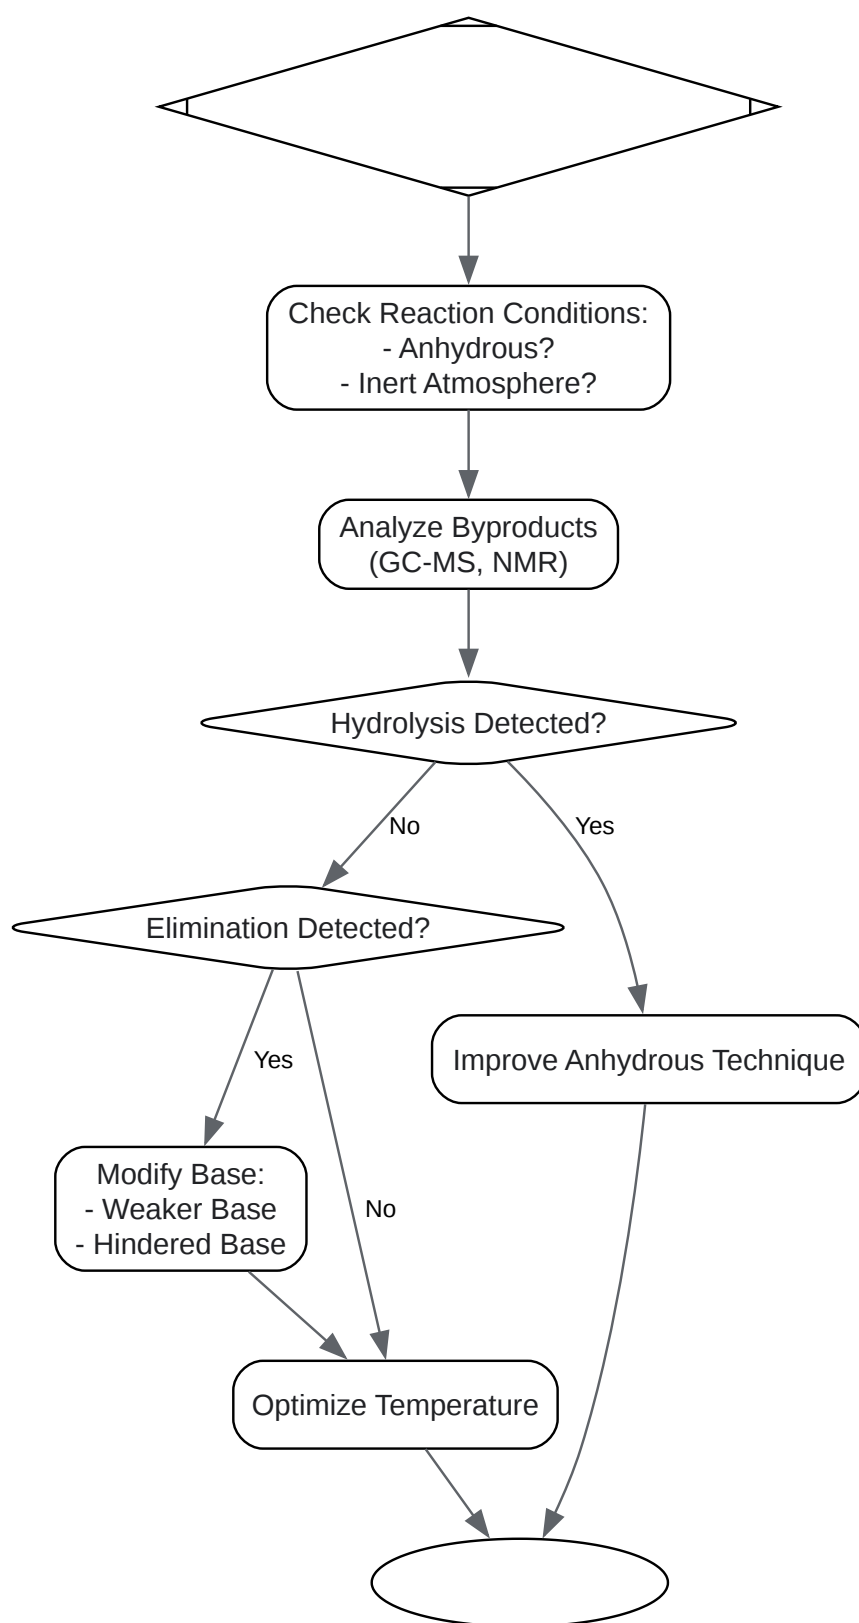 Check Reaction Conditions:
- Anhydrous?
- Inert Atmosphere?
Analyze Byproducts
(GC-MS, NMR)
Hydrolysis Detected?
No
Yes
Elimination Detected?
Yes
Improve Anhydrous Technique
Modify Base:
- Weaker Base
- Hindered Base
No
Optimize Temperature